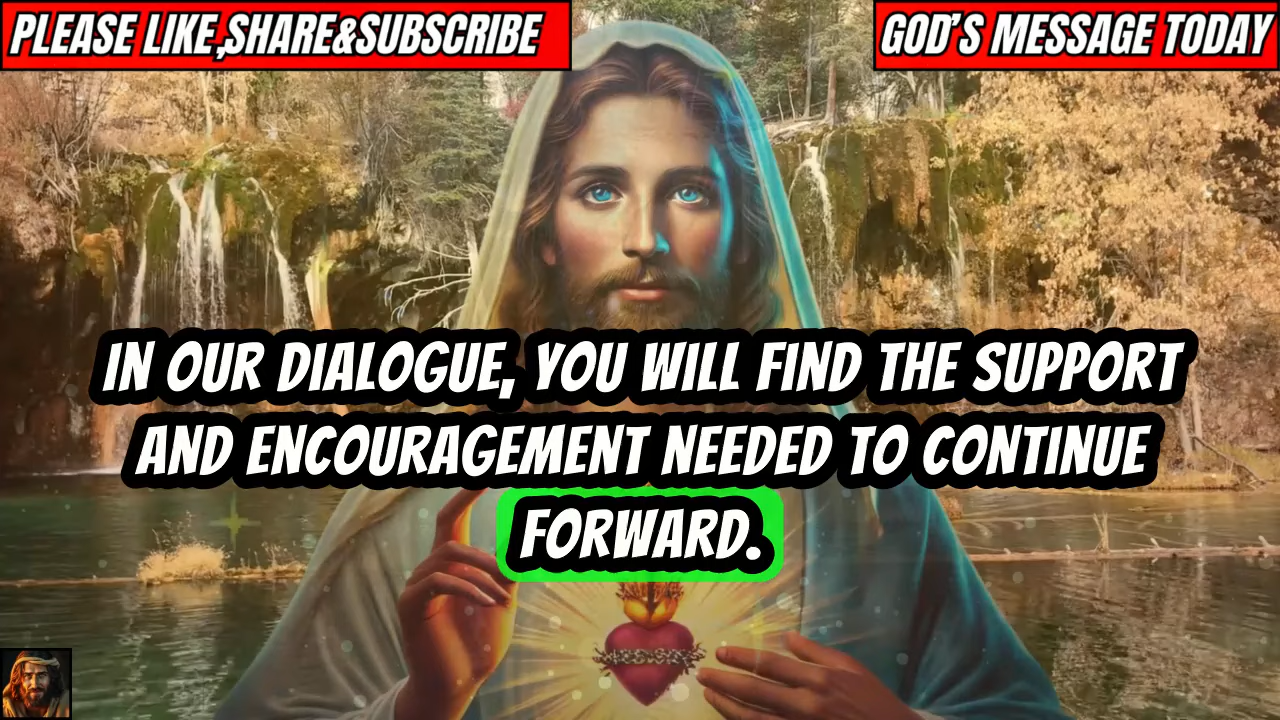 PLEASE LIKE,SHARE&SUBSCRIBE
GOD'S MESSAGE TODAY
IN OUR DIALOGUE, YOU WILL FIND THE SUPPORT
AND ENCOURAGEMENT NEEDED TO CONTINUE
FORWARD.